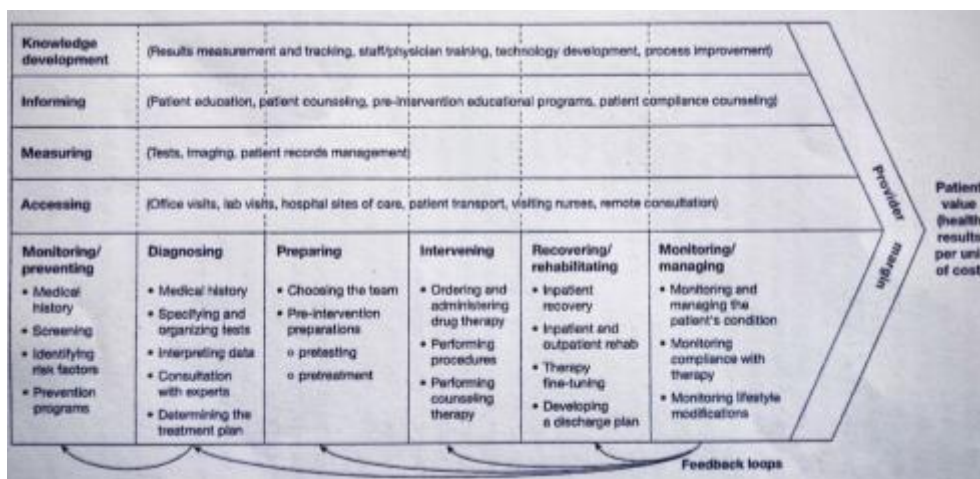 Knowledge
development
(Results measurement and tracking, staff/physician training, technology development, process improvement)
Informing
(Patient education, patient counseling, pre-intervention educational programs, patient compliance counseling)
Measuring
(Tests, imaging, patient records management)
Accessing
(Office visits, lab visits, hospital sites of care, patient transport, visiting nurses, remote consultation)
Monitoring/
preventing
• Medical
history
• Screening
• Identifying
risk factors
• Prevention
programs
Diagnosing
• Medical history
• Specifying and
organizing tests
• Interpreting data
• Consultation
with experts
• Determining the
treatment plan
Preparing
• Choosing the team
• Pre-intervention
preparations
o pretesting
o pretreatment
Intervening
• Ordering and
administering
drug therapy
• Performing
procedures
• Performing
counseling
therapy
Recovering/
rehabilitating
• Inpatient
recovery
• Inpatient and
outpatient rehab
• Therapy
fine-tuning
• Developing
a discharge plan
Monitoring/
managing
• Monitoring and
managing the
patient's condition
• Monitoring
compliance with
therapy
• Monitoring lifestyle
modifications
Provider margin
Patient
value
(health
results
per uni
of cost
Feedback loops